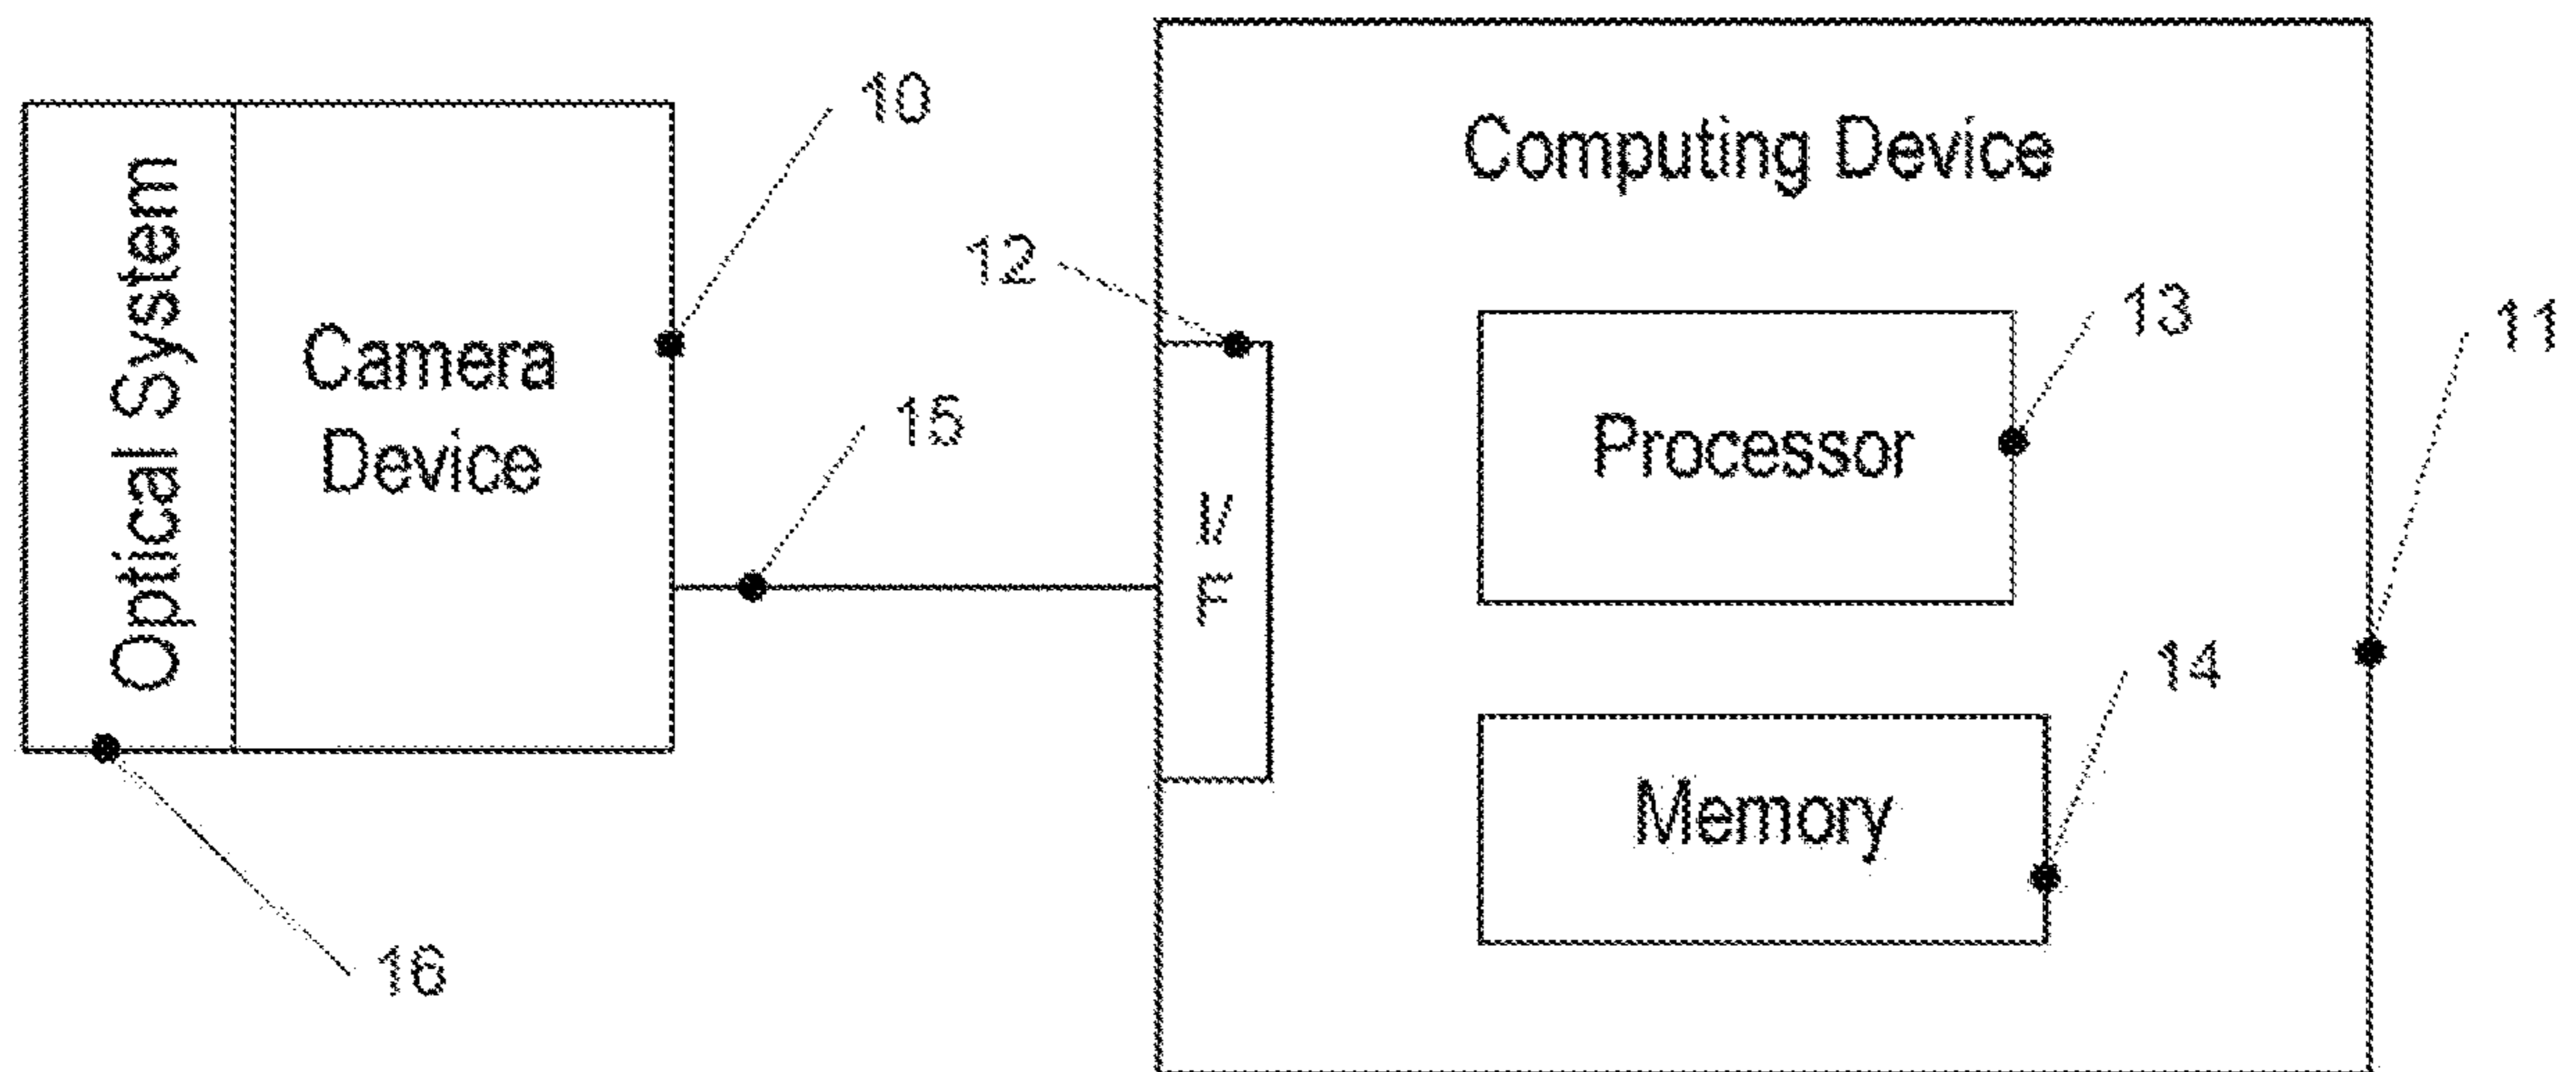 10
Computing Device
Optical System
Camera
Device
12
13
11
15
I/
F
Processor
14
Memory
16